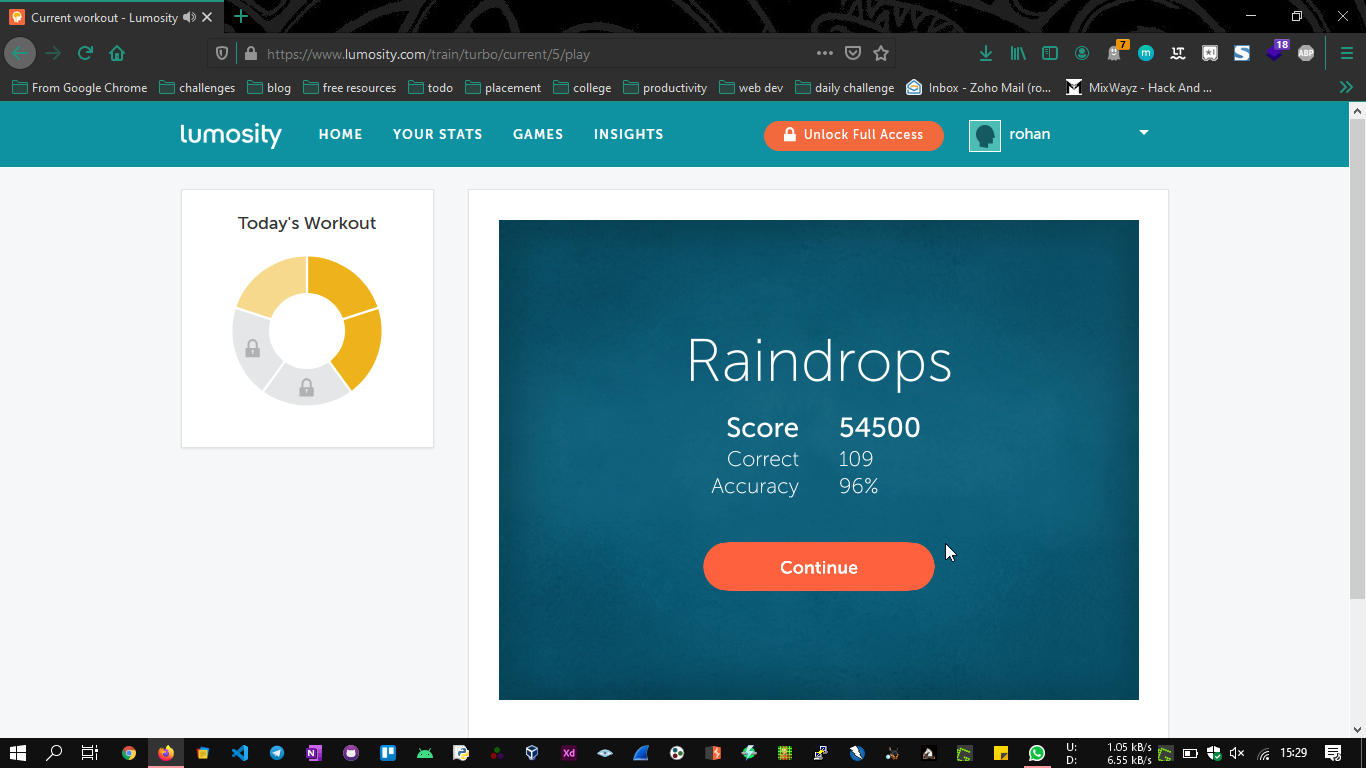 Current workout - Lumosity
https://www.lumosity.com/train/turbo/current/5/play
7
18
m
LT
S
ABP
From Google Chrome challenges blog free resources todo placement college productivity web dev daily challenge Inbox - Zoho Mail (ro... MixWayz - Hack And ...
lumosity HOME YOUR STATS GAMES INSIGHTS Unlock Full Access rohan
Today's Workout
Raindrops
Score 54500
Correct 109
Accuracy 96%
Continue
N
Xd
U: 1.05 kB/s
D: 6.55 kB/s
15:29